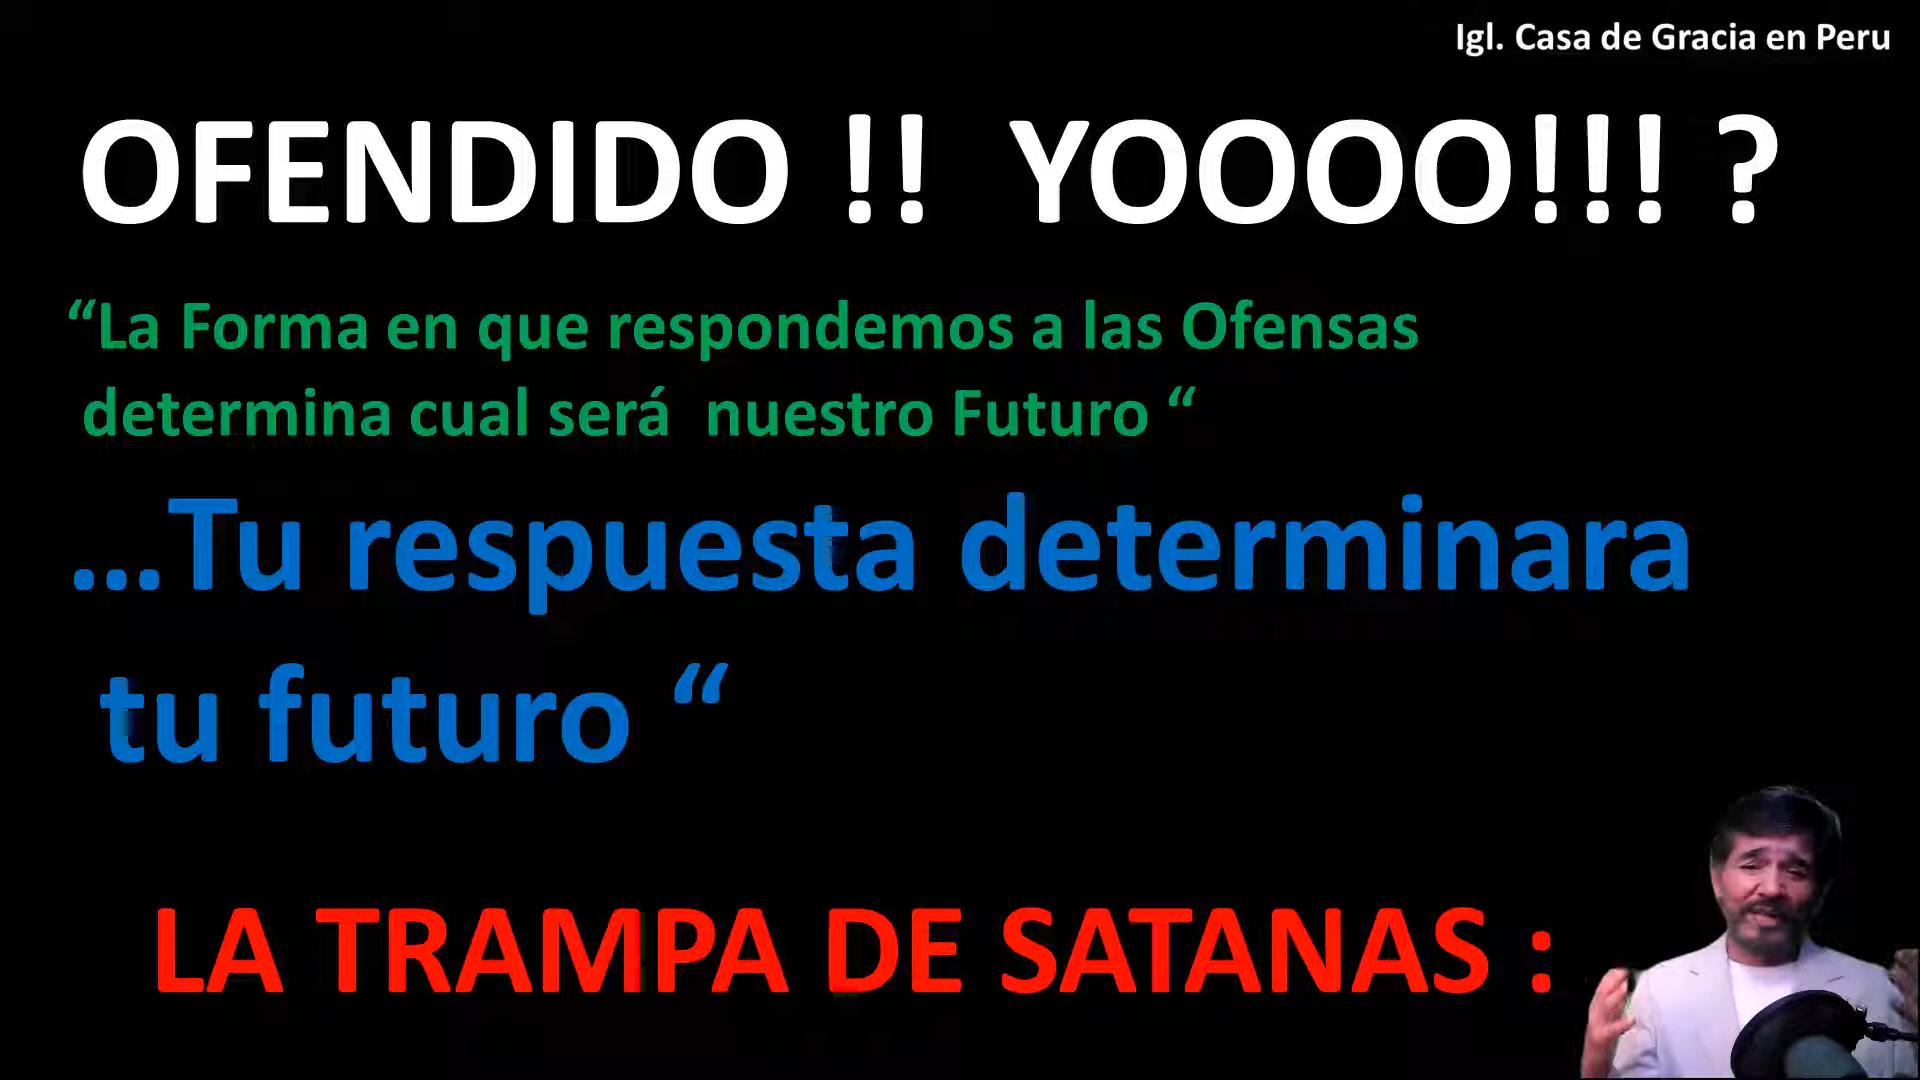 Igl. Casa de Gracia en Peru
OFENDIDO !! YOOOO!!! ?
“La Forma en que respondemos a las Ofensas
determina cual será nuestro Futuro “
...Tu respuesta determinara
tu futuro “
LA TRAMPA DE SATANAS :